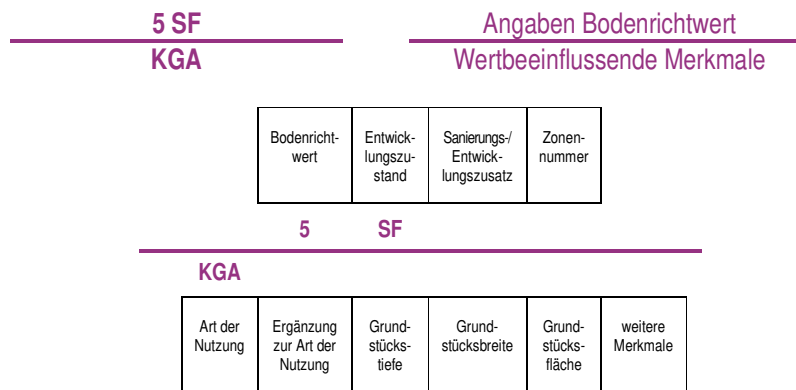 5 SF
Angaben Bodenrichtwert
KGA
Wertbeeinflussende Merkmale
Bodenricht-
wert
Entwick-
lungszu-
stand
Sanierungs-/
Entwick-
lungszusatz
Zonen-
nummer
5 SF
KGA
Art der
Nutzung
Ergänzung
zur Art der
Nutzung
Grund-
stücks-
tiefe
Grund-
stücksbreite
Grund-
stücks-
fläche
weitere
Merkmale